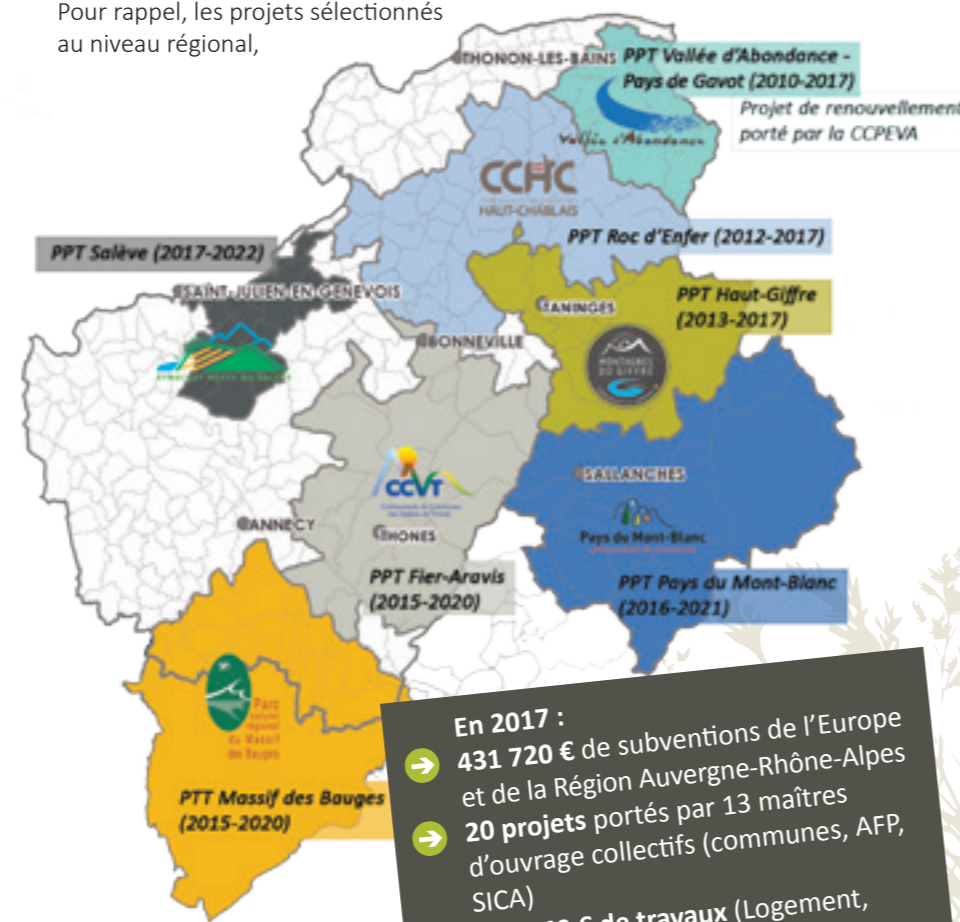 Pour rappel, les projets sélectionnés
au niveau régional,
THONON-LES-BAINS
PPT Vallée d'Abondance -
Pays de Gavot (2010-2017)
Projet de renouvellement
porté par la CCPEVA
Vallée d'Abondance
CCHC
HAUT-CHABLAIS
PPT Roc d'Enfer (2012-2017)
PPT Salève (2017-2022)
SAINT-JULIEN-EN-GENEVOIS
TANINGES
PPT Haut-Giffre
(2013-2017)
BONNEVILLE
MONTAGNES
DU GIFFRE
SALLANCHES
CCVT
Pays du Mont-Blanc
ANNECY
THONES
PPT Fier-Aravis
(2015-2020)
PPT Pays du Mont-Blanc
(2016-2021)
Parc
naturel
régional
du Massif
des Bauges
PTT Massif des Bauges
(2015-2020)
En 2017 :
431 720 € de subventions de l'Europe
et de la Région Auvergne-Rhône-Alpes
20 projets portés par 13 maîtres
d'ouvrage collectifs (communes, AFP,
SICA)
€ de travaux (Logement,